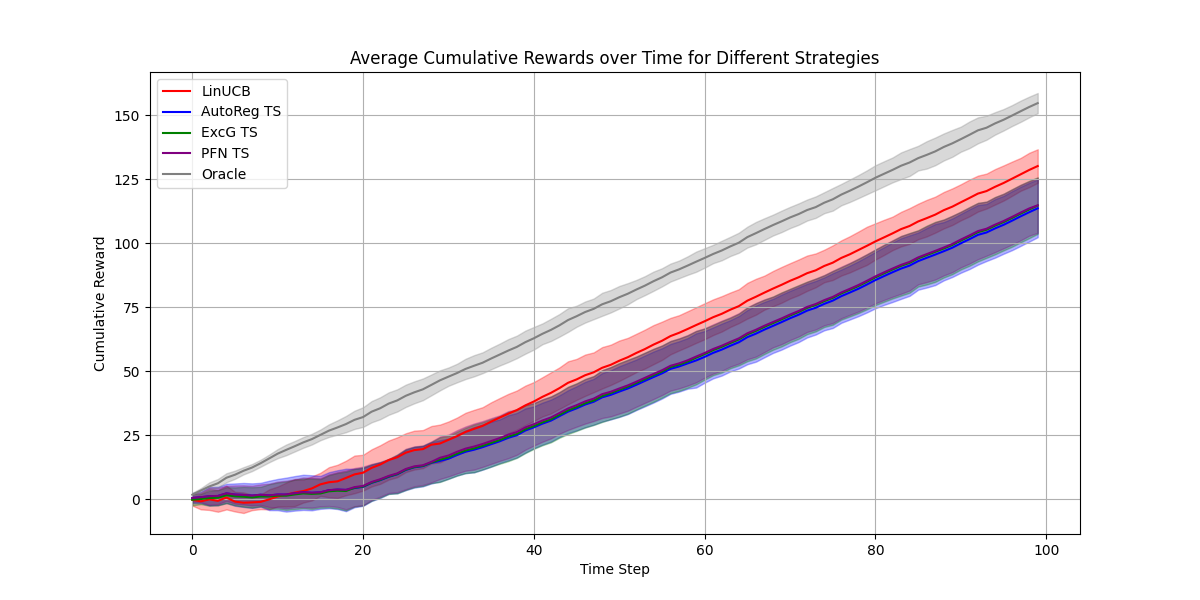 Average Cumulative Rewards over Time for Different Strategies
LinUCB
AutoReg TS
ExcG TS
PFN TS
Oracle
150
125
100
75
50
25
0
Cumulative Reward
0 20 40 60 80 100
Time Step